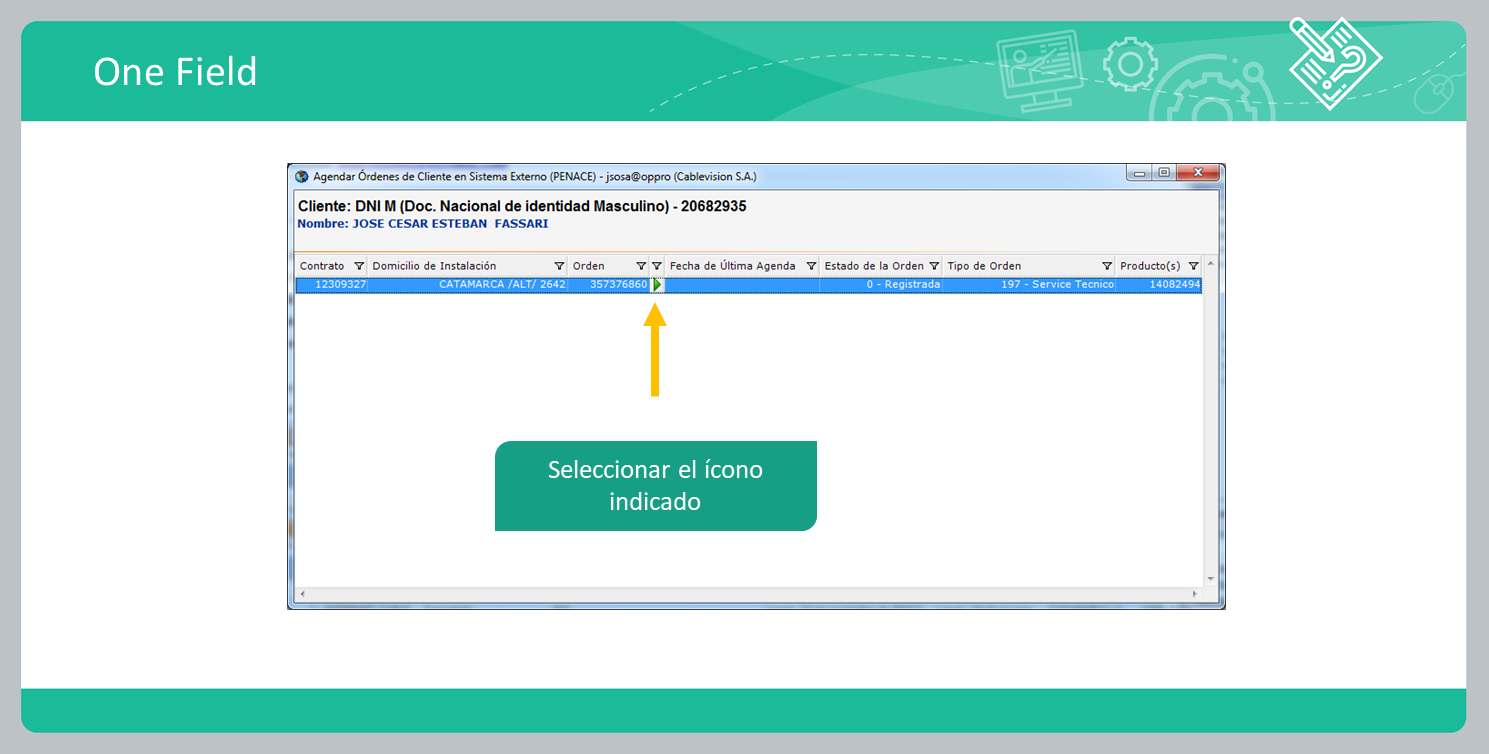 One Field
Agendar Órdenes de Cliente en Sistema Externo (PENACE) - jsosa@oppro (Cablevision S.A.)
Cliente: DNI M (Doc. Nacional de identidad Masculino) - 20682935
Nombre: JOSE CESAR ESTEBAN  FASSARI
Contrato Domicilio de Instalación Orden Fecha de Última Agenda Estado de la Orden Tipo de Orden Producto(s)
12309327 CATAMARCA /ALT/ 2642 357376860 0 - Registrada 197 - Service Tecnico 14082494
Seleccionar el ícono
indicado